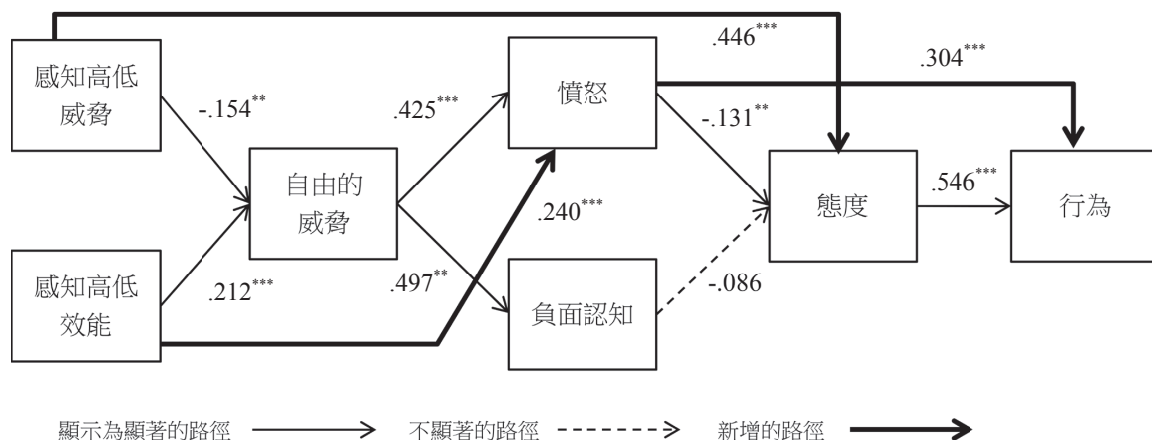 感知高低
威脅
感知高低
效能
-.154**
.212***
自由的
威脅
.425***
.497**
.240***
憤怒
負面認知
.446***
-.131**
-.086
態度
.304***
.546***
行為
顯示為顯著的路徑
不顯著的路徑
新增的路徑